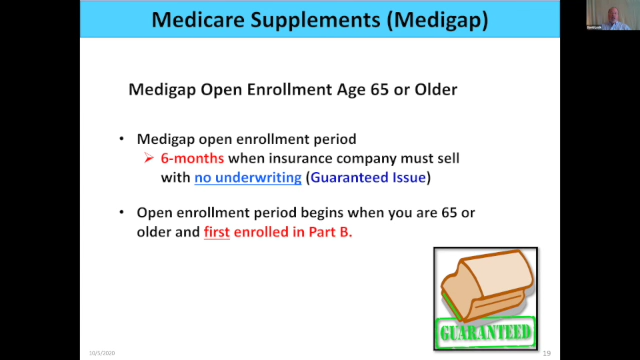 Medicare Supplements (Medigap)
Medigap Open Enrollment Age 65 or Older
• Medigap open enrollment period
➢ 6-months when insurance company must sell
with no underwriting (Guaranteed Issue)
• Open enrollment period begins when you are 65 or
older and first enrolled in Part B.
GUARANTEED
10/5/2020
19